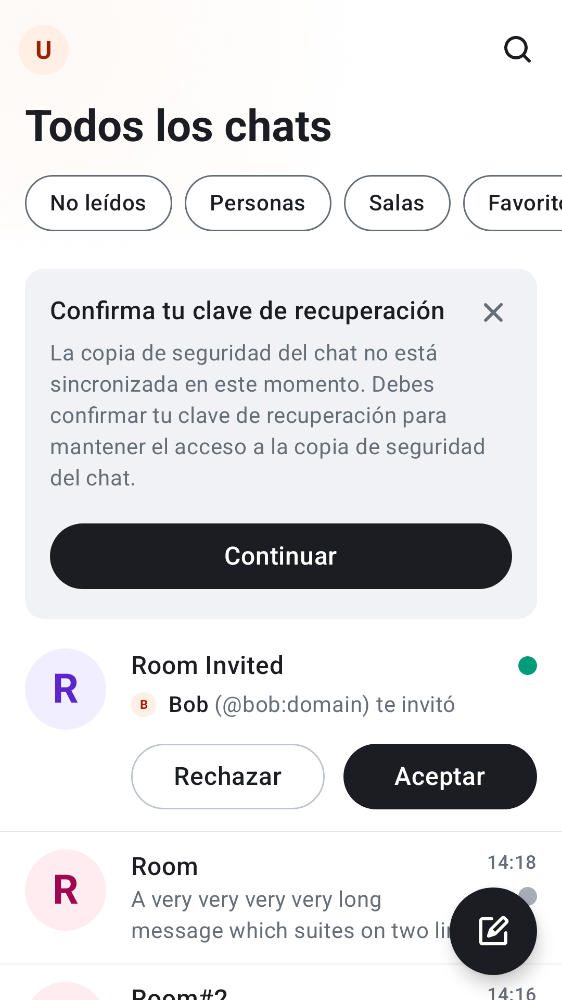 U
Todos los chats
No leídos
Personas
Salas
Favorito
Confirma tu clave de recuperación
La copia de seguridad del chat no está
sincronizada en este momento. Debes
confirmar tu clave de recuperación para
mantener el acceso a la copia de seguridad
del chat.
Continuar
R
Room Invited
B Bob (@bob:domain) te invitó
Rechazar
Aceptar
R
Room
14:18
A very very very very long
message which suites on two
Room#2
14:16